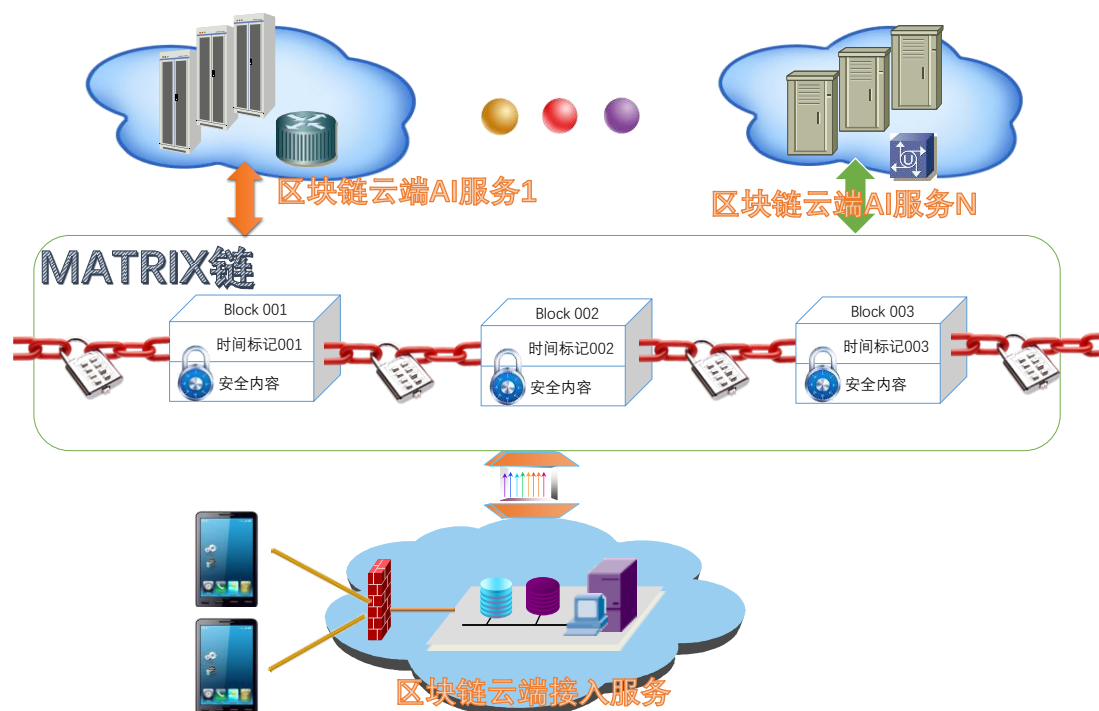 区块链云端AI服务1
区块链云端AI服务N
MATRIX链
Block 001
时间标记001
安全内容
Block 002
时间标记002
安全内容
Block 003
时间标记003
安全内容
区块链云端接入服务